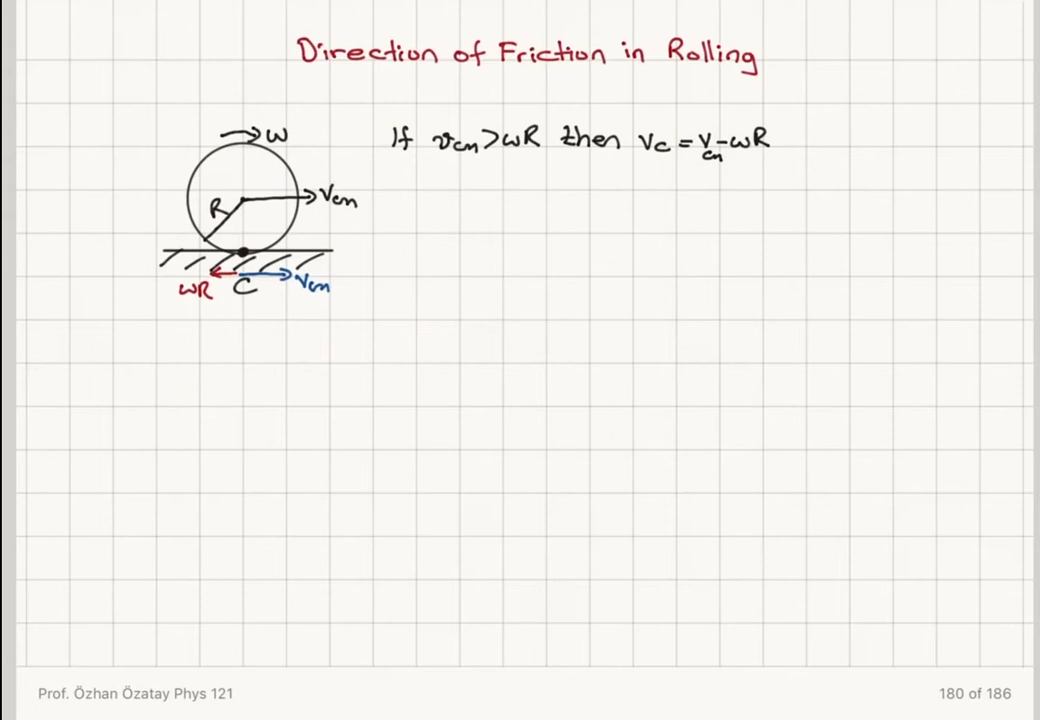 Direction of Friction in Rolling
ω
If vcm>ωR then vc = vcm-ωR
R
Vcm
ωR
C
Vcm
Prof. Özhan Özatay Phys 121
180 of 186